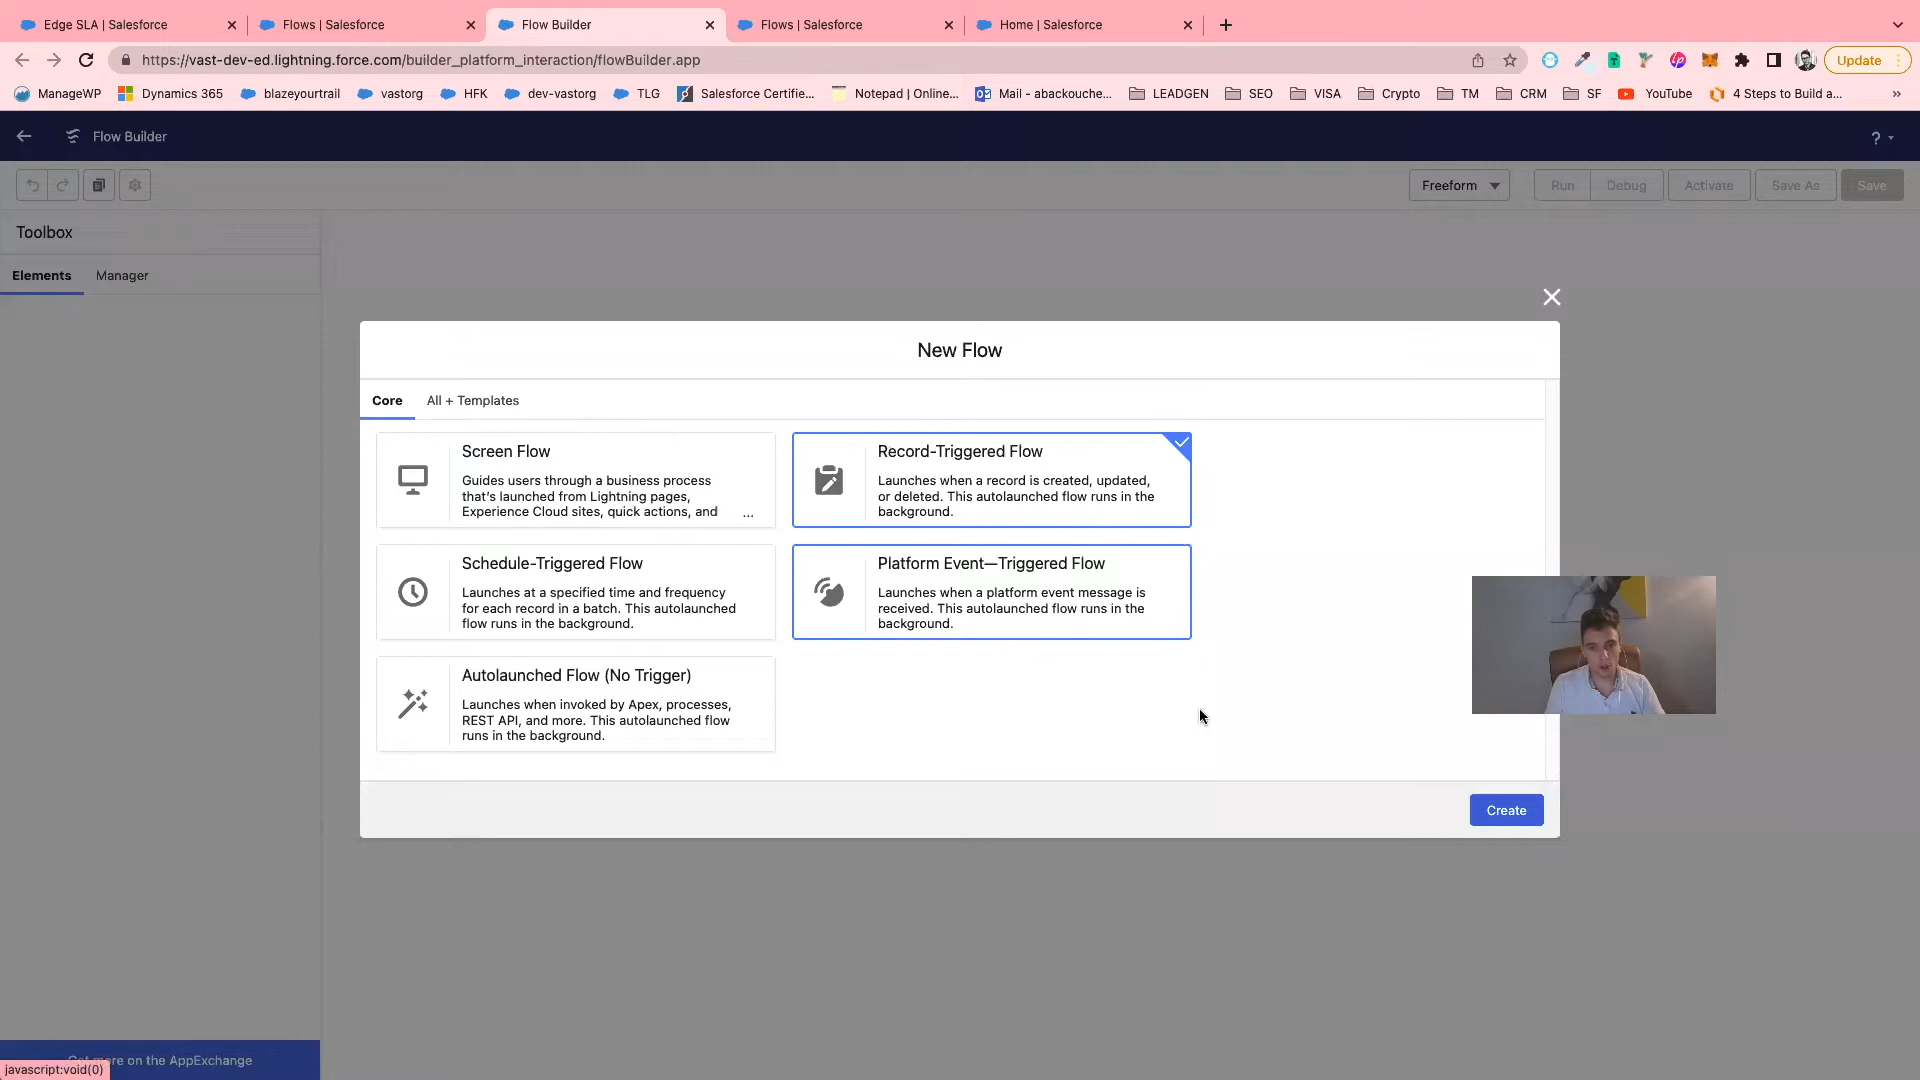 Edge SLA | Salesforce
Flows | Salesforce
Flow Builder
Flows | Salesforce
Home | Salesforce
https://vast-dev-ed.lightning.force.com/builder_platform_interaction/flowBuilder.app
Update
ManageWP
Dynamics 365
blazeyourtrail
vastorg
HFK
dev-vastorg
TLG
Salesforce Certifie...
Notepad | Online...
Mail - abackouche...
LEADGEN
SEO
VISA
Crypto
TM
CRM
SF
YouTube
4 Steps to Build a...
»
Flow Builder
?
Freeform
Run
Debug
Activate
Save As
Save
Toolbox
Elements
Manager
New Flow
Core
All + Templates
Screen Flow
Guides users through a business process
that's launched from Lightning pages,
Experience Cloud sites, quick actions, and ...
Record-Triggered Flow
Launches when a record is created, updated,
or deleted. This autolaunched flow runs in the
background.
Schedule-Triggered Flow
Launches at a specified time and frequency
for each record in a batch. This autolaunched
flow runs in the background.
Platform Event—Triggered Flow
Launches when a platform event message is
received. This autolaunched flow runs in the
background.
Autolaunched Flow (No Trigger)
Launches when invoked by Apex, processes,
REST API, and more. This autolaunched flow
runs in the background.
Create
Get more on the AppExchange
javascript:void(0)